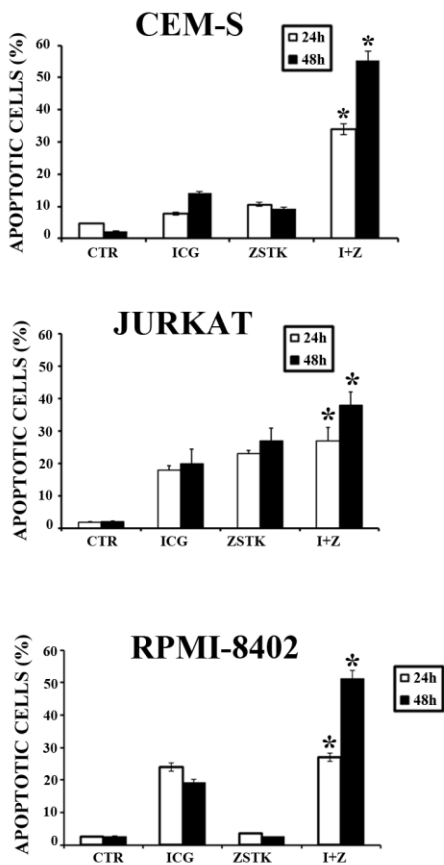 CEM-S
24h
48h
APOPTOTIC CELLS (%)
60
50
40
30
20
10
0
*
*
CTR ICG ZSTK I+Z
JURKAT
24h
48h
APOPTOTIC CELLS (%)
60
50
40
30
20
10
0
*
*
CTR ICG ZSTK I+Z
RPMI-8402
24h
48h
APOPTOTIC CELLS (%)
60
50
40
30
20
10
0
*
*
CTR ICG ZSTK I+Z